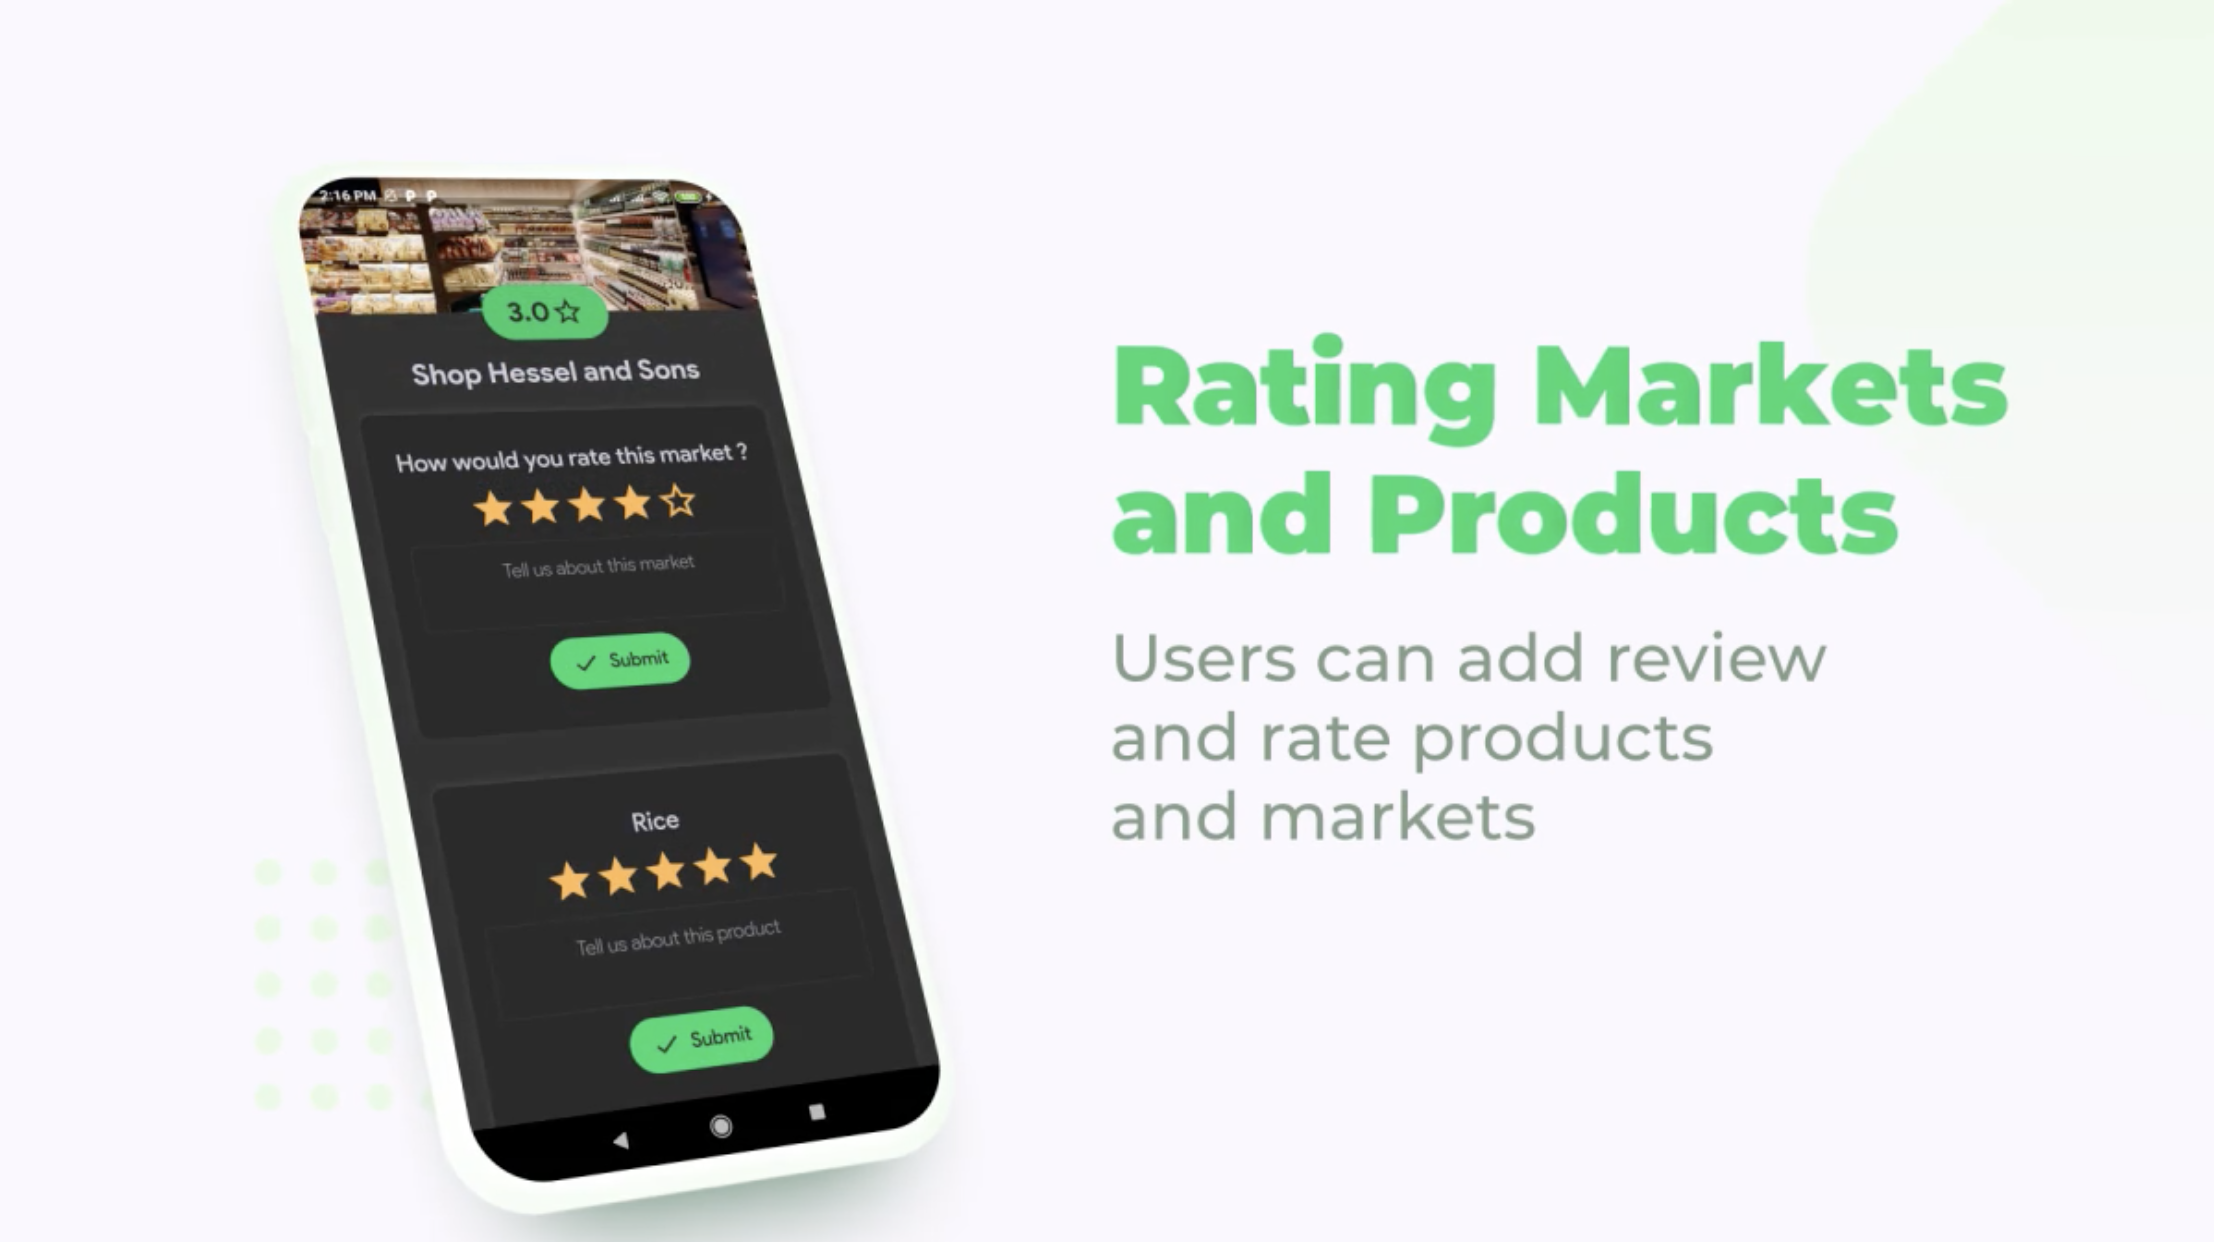 2:16 PM
3.0
Shop Hessel and Sons
How would you rate this market ?
Tell us about this market
Submit
Rice
Tell us about this product
Submit
Rating Markets
and Products
Users can add review
and rate products
and markets